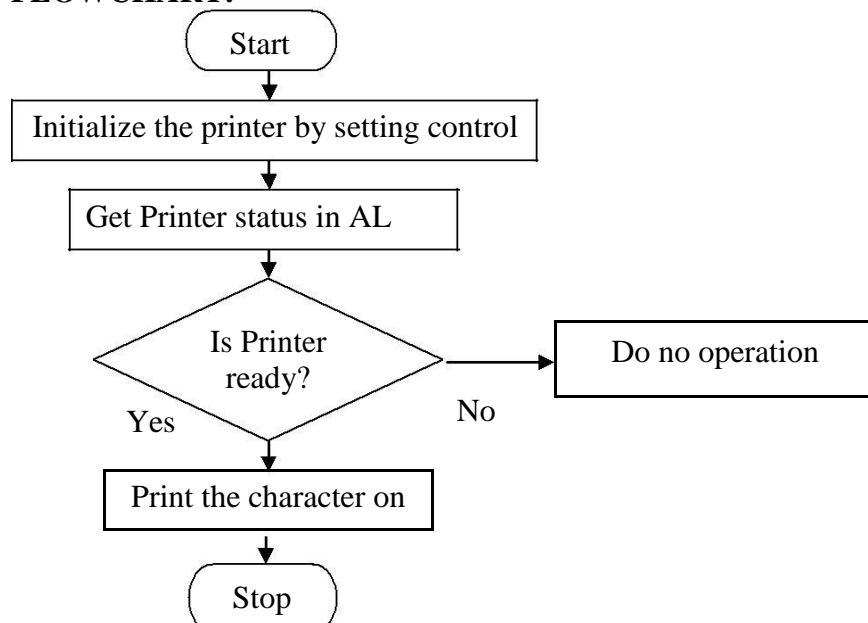 Start
Initialize the printer by setting control
Get Printer status in AL
Is Printer
ready?
Do no operation
Yes
No
Print the character on
Stop